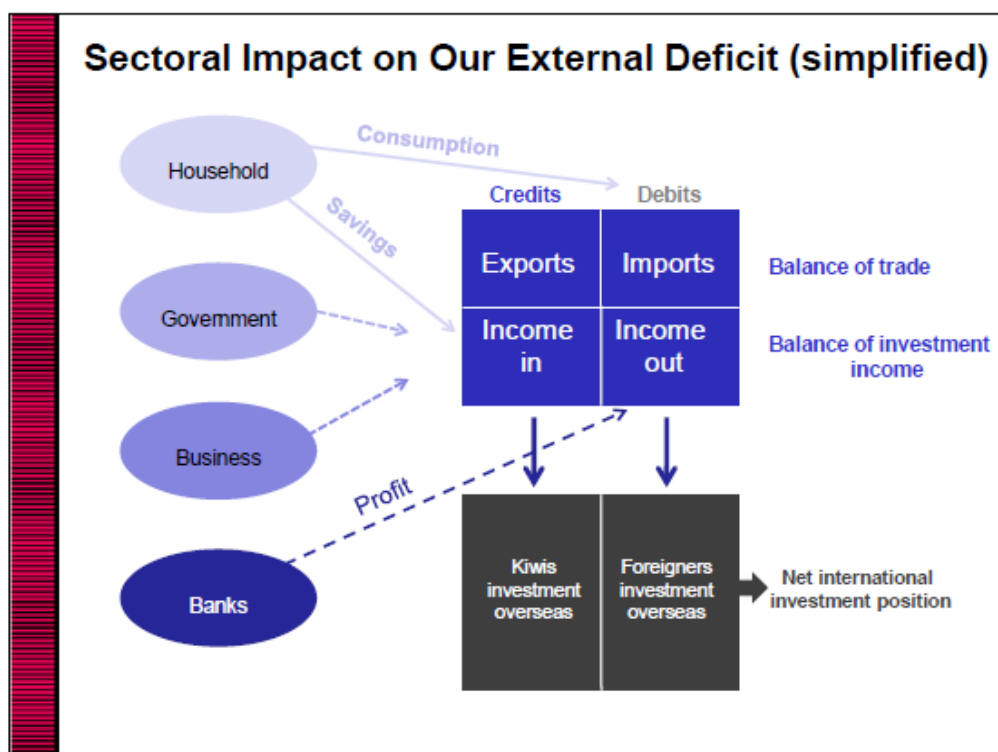 Sectoral Impact on Our External Deficit (simplified)
Household
Consumption
Savings
Credits
Debits
Exports
Imports
Balance of trade
Government
Income
in
Income
out
Balance of investment
income
Business
Profit
Banks
Kiwis
investment
overseas
Foreigners
investment
overseas
Net international
investment position